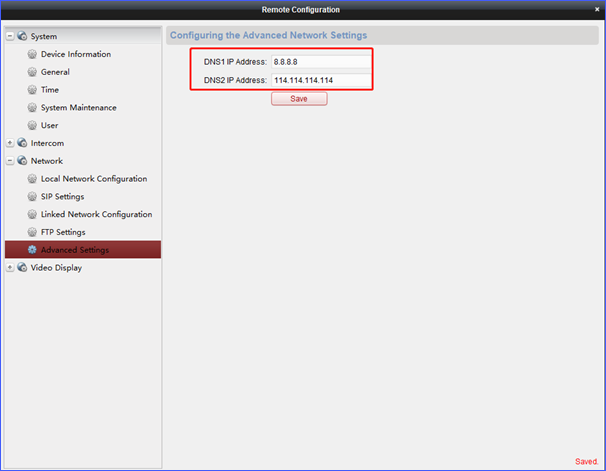 Remote Configuration
×
System
Device Information
General
Time
System Maintenance
User
Intercom
Network
Local Network Configuration
SIP Settings
Linked Network Configuration
FTP Settings
Advanced Settings
Video Display
Configuring the Advanced Network Settings
DNS1 IP Address: 8.8.8.8
DNS2 IP Address: 114.114.114.114
Save
Saved.